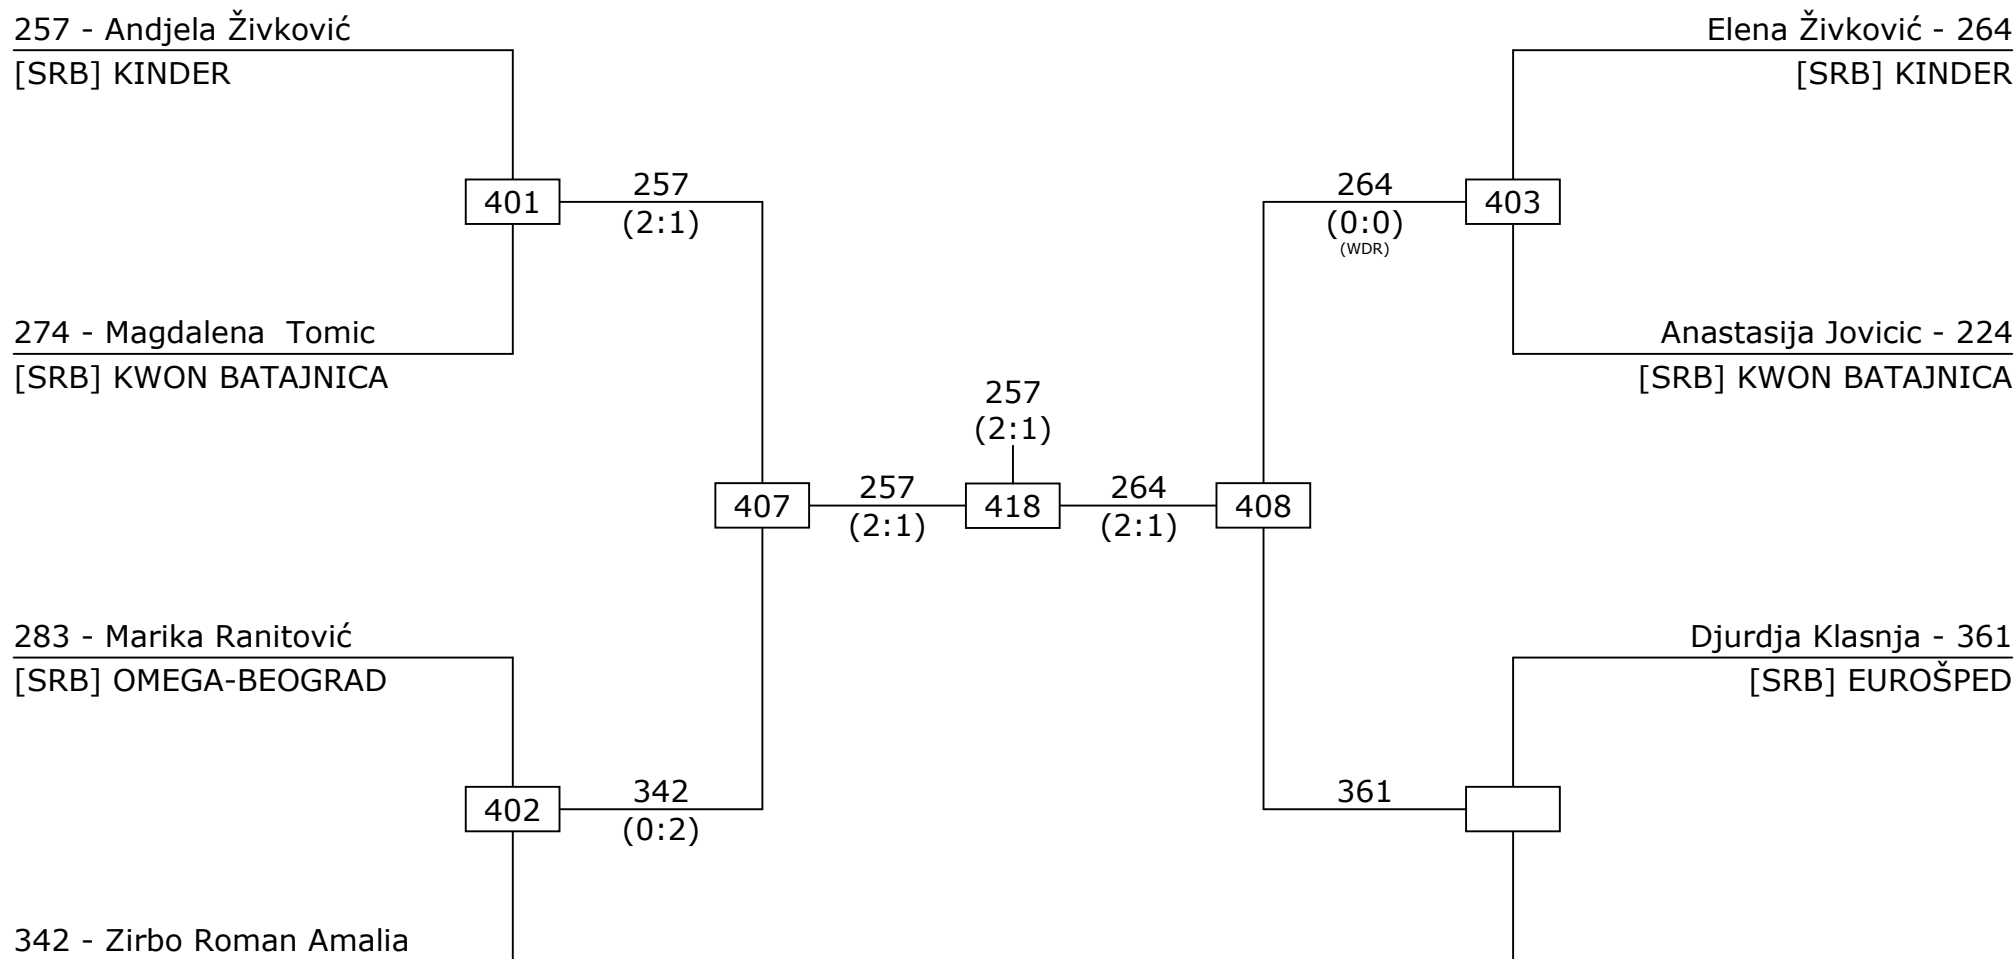 257 - Andjela Živković
[SRB] KINDER
Elena Živković - 264
[SRB] KINDER
401
257
(2:1)
264
(0:0)
(WDR)
403
274 - Magdalena  Tomic
[SRB] KWON BATAJNICA
Anastasija Jovicic - 224
[SRB] KWON BATAJNICA
257
(2:1)
407
257
(2:1)
418
264
(2:1)
408
283 - Marika Ranitović
[SRB] OMEGA-BEOGRAD
Djurdja Klasnja - 361
[SRB] EUROŠPED
402
342
(0:2)
361
342 - Zirbo Roman Amalia